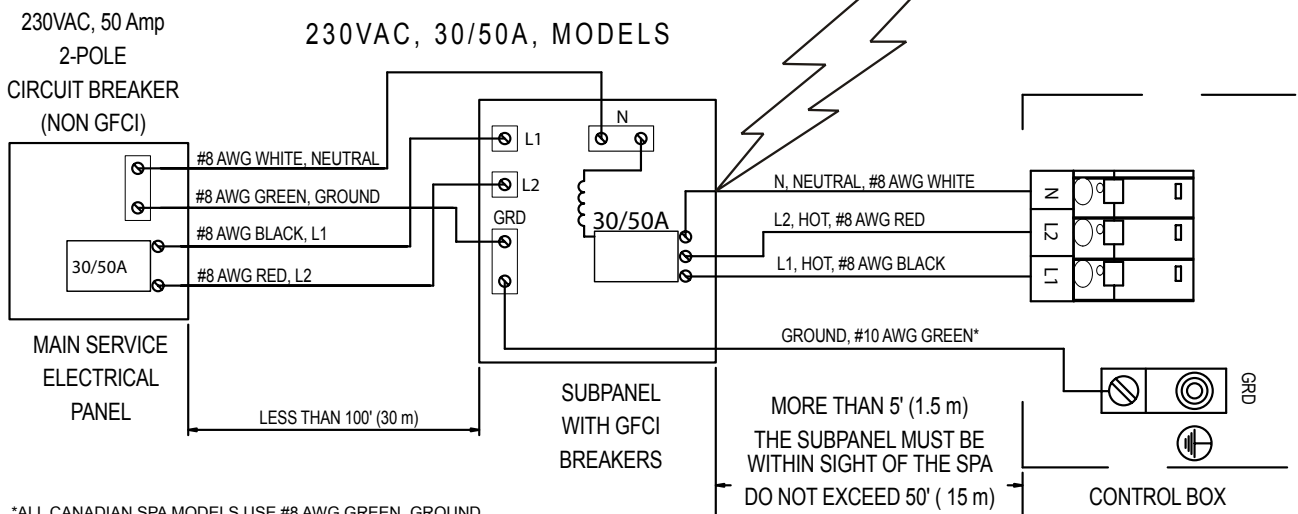 230VAC, 50 Amp
2-POLE
CIRCUIT BREAKER
(NON GFCI)
230VAC, 30/50A, MODELS
#8 AWG WHITE, NEUTRAL
#8 AWG GREEN, GROUND
#8 AWG BLACK, L1
#8 AWG RED, L2
30/50A
MAIN SERVICE
ELECTRICAL
PANEL
LESS THAN 100' (30 m)
L1
L2
GRD
N
30/50A
SUBPANEL
WITH GFCI
BREAKERS
N, NEUTRAL, #8 AWG WHITE
L2, HOT, #8 AWG RED
L1, HOT, #8 AWG BLACK
GROUND, #10 AWG GREEN*
MORE THAN 5' (1.5 m)
THE SUBPANEL MUST BE
WITHIN SIGHT OF THE SPA
DO NOT EXCEED 50' ( 15 m)
N
L2
L1
GRD
CONTROL BOX
*ALL CANADIAN SPA MODELS USE #8 AWG GREEN, GROUND